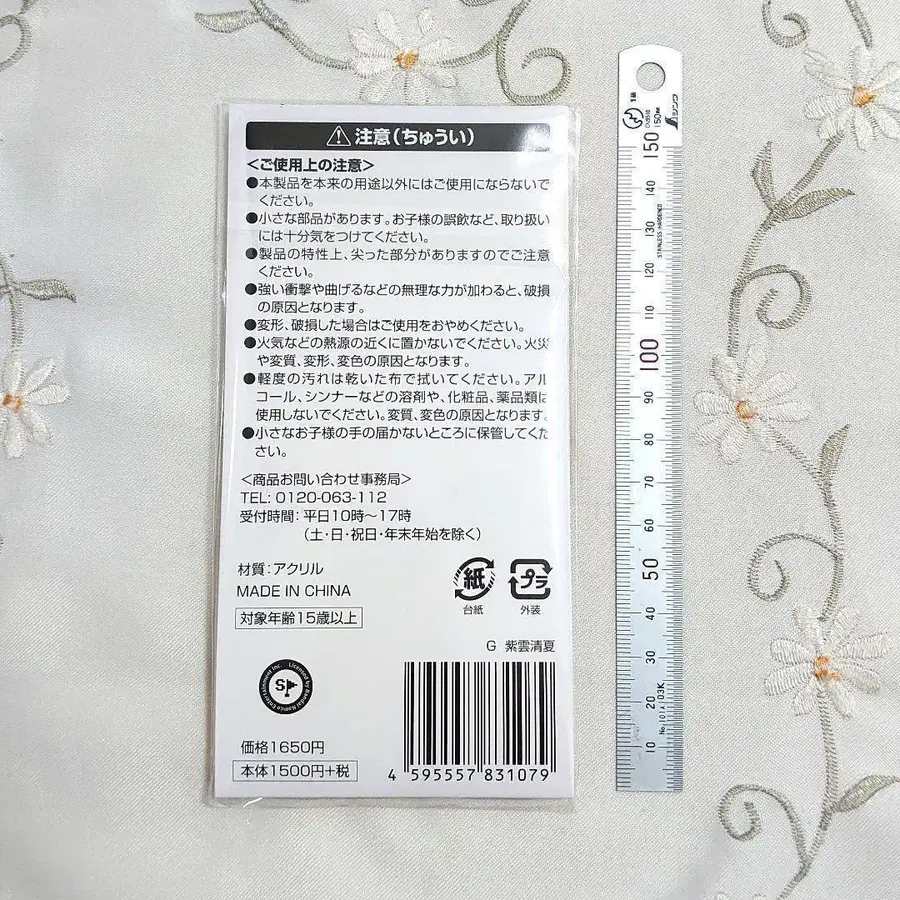 注意(ちゅうい)
<ご使用上の注意>
●本製品を本来の用途以外にはご使用にならないで
ください。
●小さな部品があります。お子様の誤飲など、取り扱い
には十分気をつけてください。
●製品の特性上、尖った部分がありますのでご注意
ください。
●強い衝撃や曲げるなどの無理な力が加わると、破損
の原因となります。
●変形、破損した場合はご使用をおやめください。
●火気などの熱源の近くに置かないでください。火災
や変質、変形、変色の原因となります。
●軽度の汚れは乾いた布で拭いてください。アル
コール、シンナーなどの溶剤や、化粧品、薬品類は
使用しないでください。変質、変色の原因となります。
●小さなお子様の手の届かないところに保管してくだ
さい。
<商品お問い合わせ事務局>
TEL: 0120-063-112
受付時間:平日10時～17時
(土・日・祝日・年末年始を除く)
材質:アクリル
MADE IN CHINA
対象年齢15歳以上
紙
台紙
プラ
外装
G 紫雲清夏
Licensed by Bandai Namco Entertainment Inc.
SP
価格1650円
本体1500円+税
4 595557 831079
1級
シンワ
150㎜
150
140
130
STAINLESS HARDENED
120
110
100
90
80
70
60
50
40
30
20
10